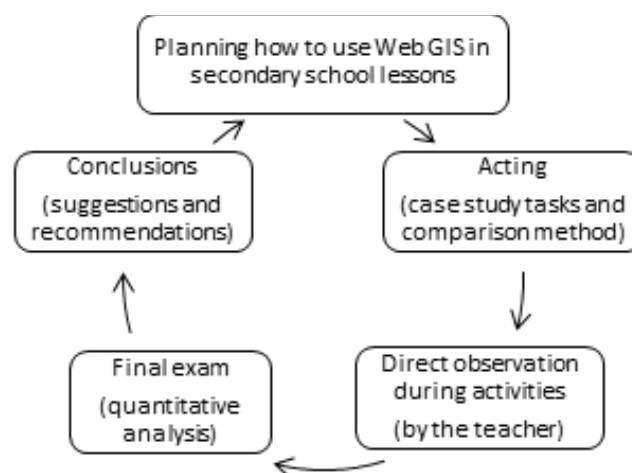 Planning how to use Web GIS in
secondary school lessons
Acting
(case study tasks and
comparison method)
Direct observation
during activities
(by the teacher)
Final exam
(quantitative
analysis)
Conclusions
(suggestions and
recommendations)